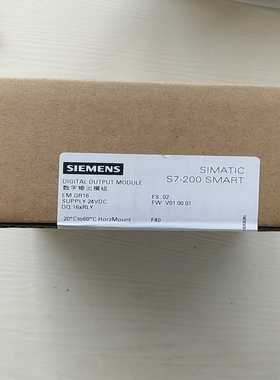 SIEMENS
SIMATIC
S7-200 SMART
DIGITAL OUTPUT MODULE
数字输出模组
EM QR16
SUPPLY 24VDC
DQ 16xRLY
FS: 02
FW: V01.00.01
-20°C to 60°C HorzMount
F40